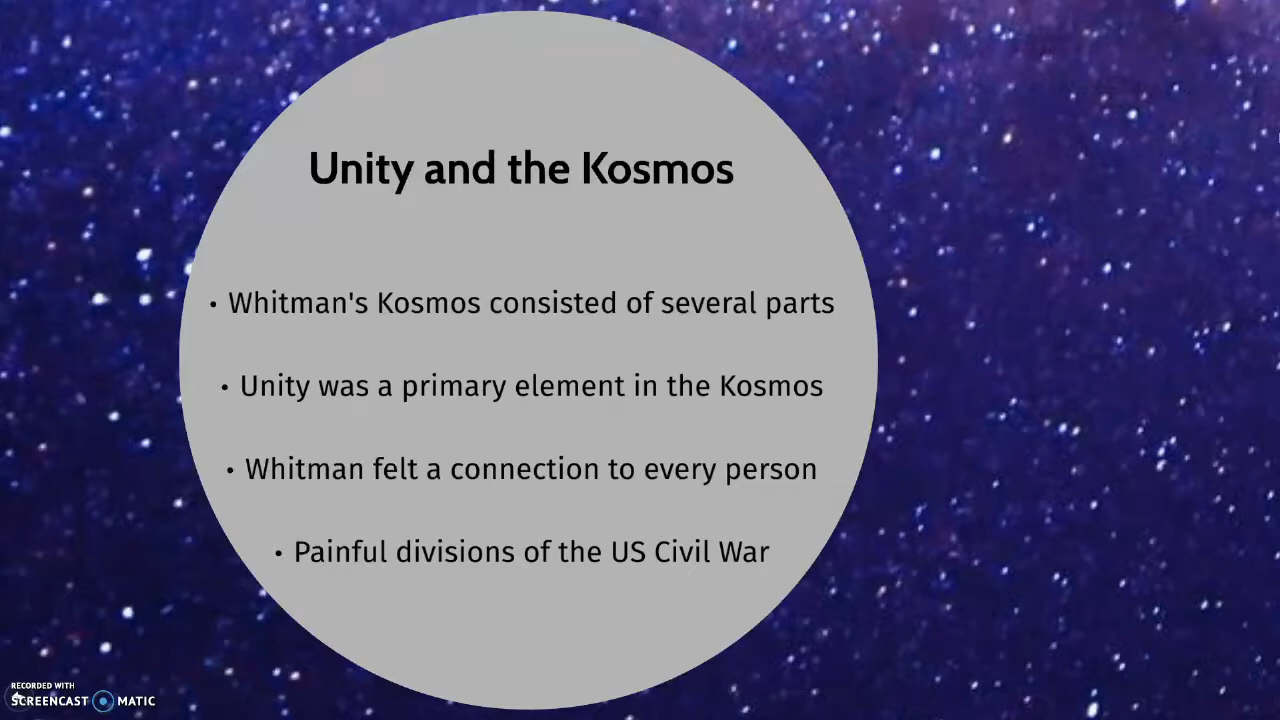 Unity and the Kosmos
• Whitman's Kosmos consisted of several parts
• Unity was a primary element in the Kosmos
• Whitman felt a connection to every person
• Painful divisions of the US Civil War
RECORDED WITH
SCREENCAST MATIC